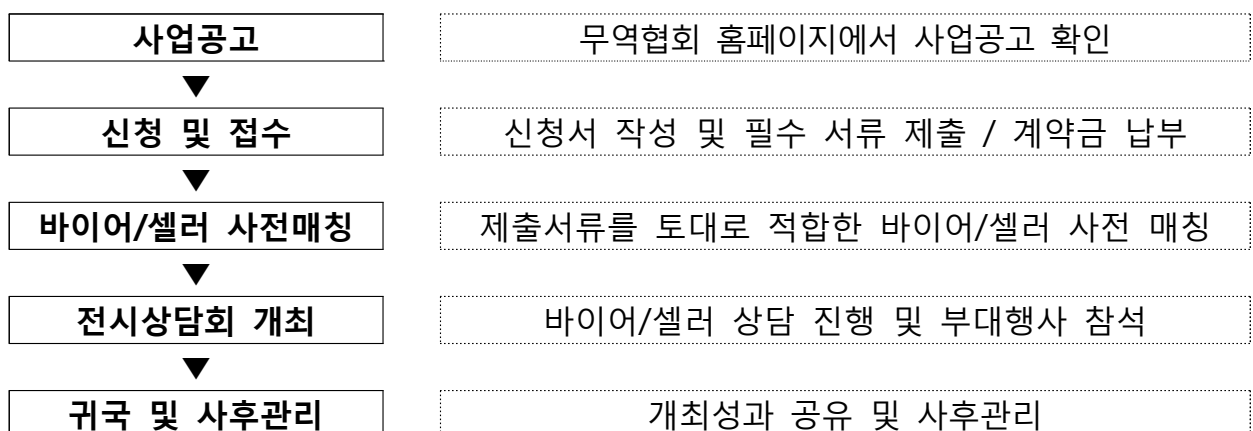 사업공고
무역협회 홈페이지에서 사업공고 확인
▼
신청 및 접수
신청서 작성 및 필수 서류 제출 / 계약금 납부
▼
바이어/셀러 사전매칭
제출서류를 토대로 적합한 바이어/셀러 사전 매칭
▼
전시상담회 개최
바이어/셀러 상담 진행 및 부대행사 참석
▼
귀국 및 사후관리
개최성과 공유 및 사후관리